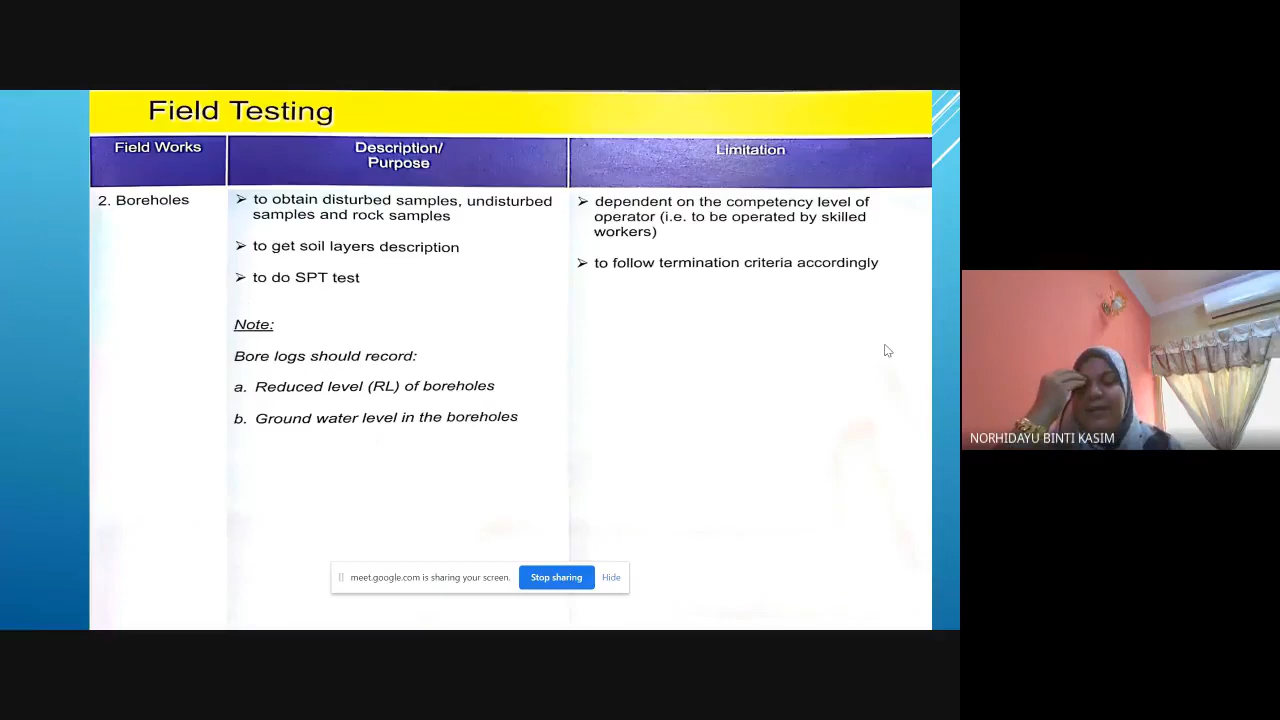 Field Testing
Field Works
Description/
Purpose
Limitation
2. Boreholes
➢ to obtain disturbed samples, undisturbed
samples and rock samples
➢ to get soil layers description
➢ to do SPT test
Note:
Bore logs should record:
a. Reduced level (RL) of boreholes
b. Ground water level in the boreholes
➢ dependent on the competency level of
operator (i.e. to be operated by skilled
workers)
➢ to follow termination criteria accordingly
meet.google.com is sharing your screen.
Stop sharing
Hide
NORHIDAYU BINTI KASIM